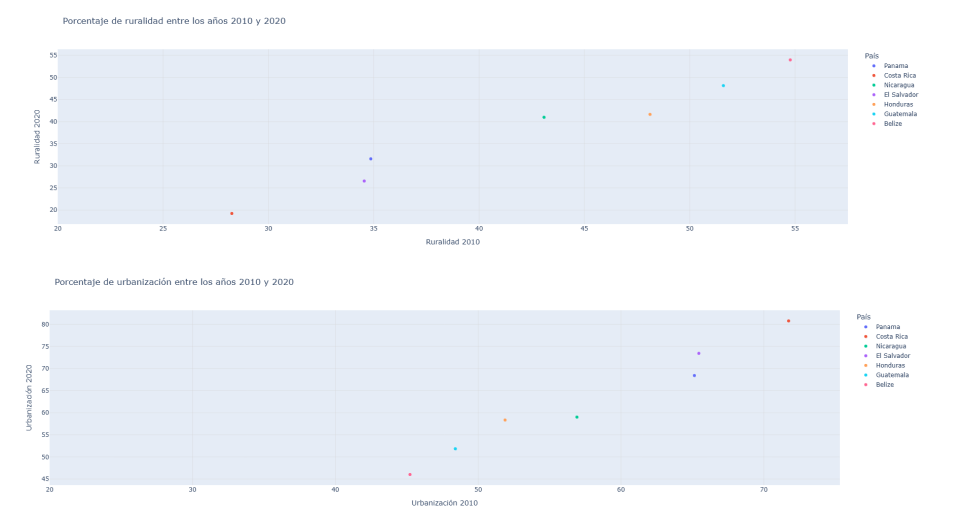 Porcentaje de ruralidad entre los años 2010 y 2020
País
Panama
Costa Rica
Nicaragua
El Salvador
Honduras
Guatemala
Belize
55
50
45
40
35
30
25
20
Ruralidad 2020
20 25 30 35 40 45 50 55
Ruralidad 2010
Porcentaje de urbanización entre los años 2010 y 2020
País
Panama
Costa Rica
Nicaragua
El Salvador
Honduras
Guatemala
Belize
80
75
70
65
60
55
50
45
Urbanización 2020
20 30 40 50 60 70
Urbanización 2010